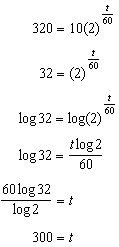 320 = 10(2)^(t/60)
32 = (2)^(t/60)
log 32 = log(2)^(t/60)
log 32 = (t log 2)/60
(60 log 32)/(log 2) = t
300 = t